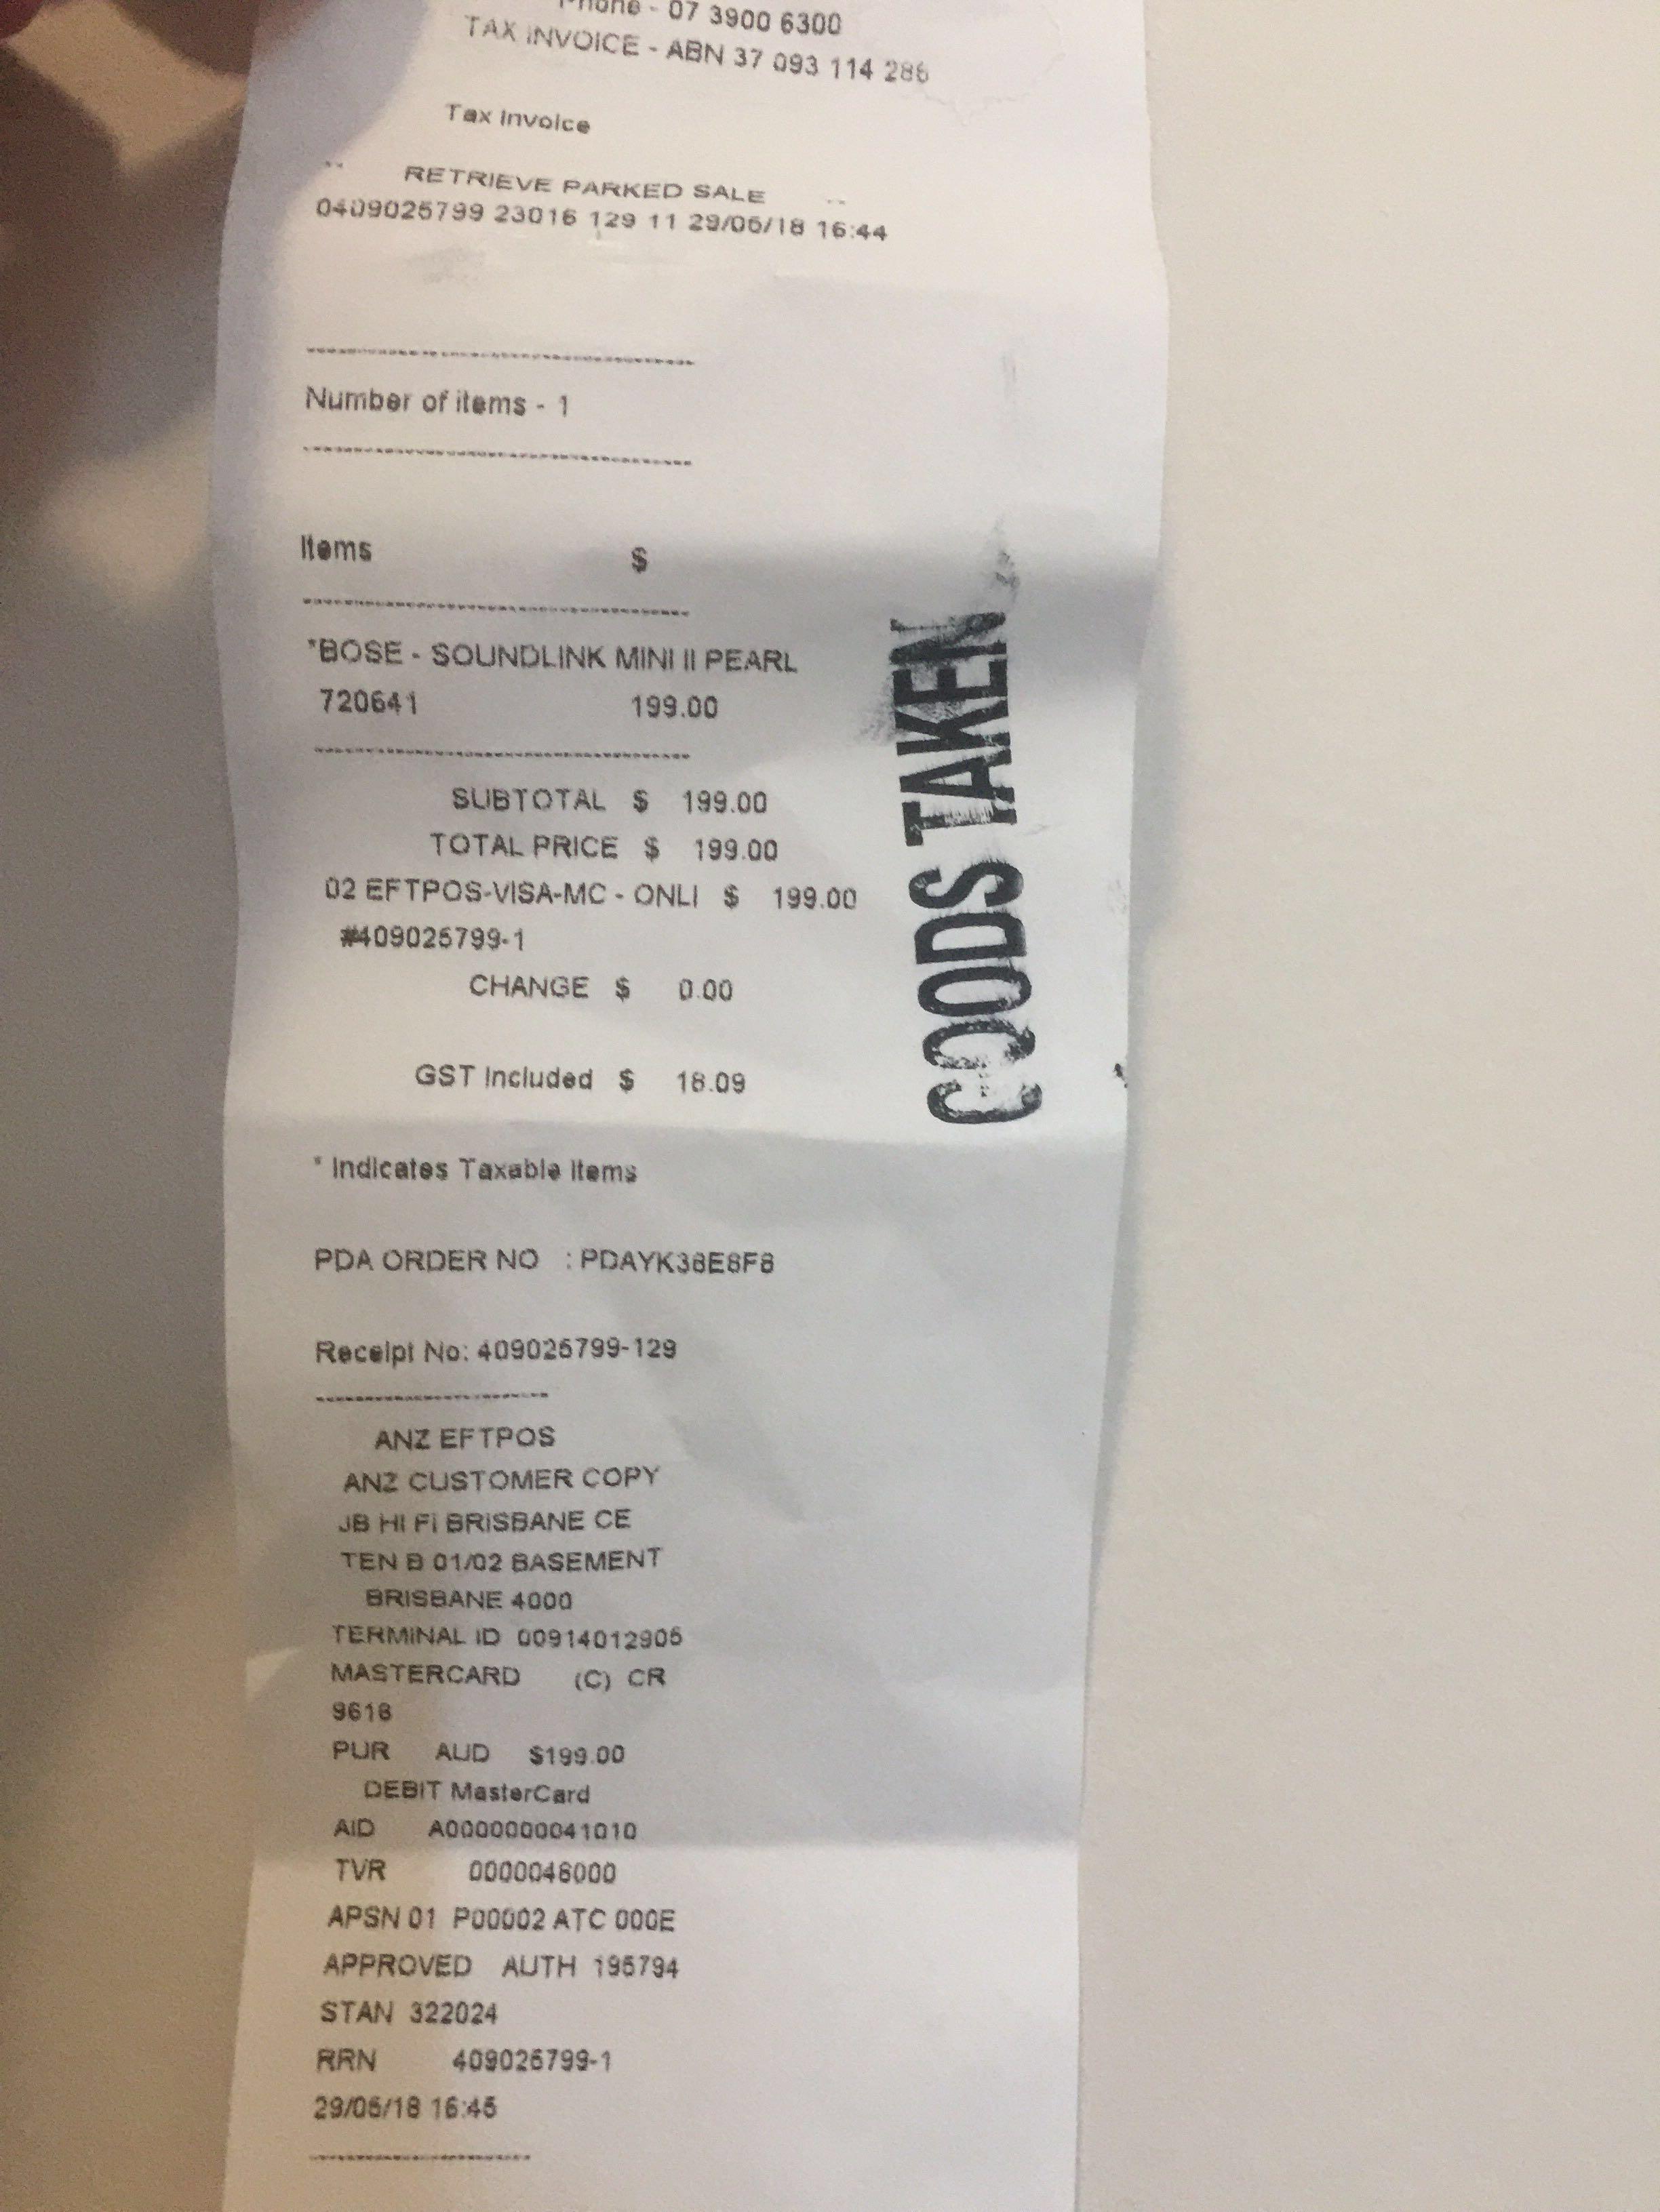 Phone - 07 3900 6300
TAX INVOICE - ABN 37 093 114 286
Tax Invoice
** RETRIEVE PARKED SALE **
0409025799 23016 129 11 29/05/18 16:44
Number of items - 1
Items $
*BOSE - SOUNDLINK MINI II PEARL
720641 199.00
SUBTOTAL $ 199.00
TOTAL PRICE $ 199.00
02 EFTPOS-VISA-MC - ONLI $ 199.00
#409025799-1
CHANGE $ 0.00
GST Included $ 18.09
* Indicates Taxable Items
PDA ORDER NO :
Receipt No: 409025799-129
ANZ EFTPOS
ANZ CUSTOMER COPY
JB HI FI BRISBANE CE
TEN B 01/02 BASEMENT
BRISBANE 4000
TERMINAL ID 00914012905
MASTERCARD (C) CR
PUR AUD $199.00
DEBIT MasterCard
AID A0000000041010
TVR
APSN 01 P00002 ATC 000E
APPROVED AUTH 195794
STAN 322024
RRN 409025799-1
29/05/18 16:45
GOODS TAKEN